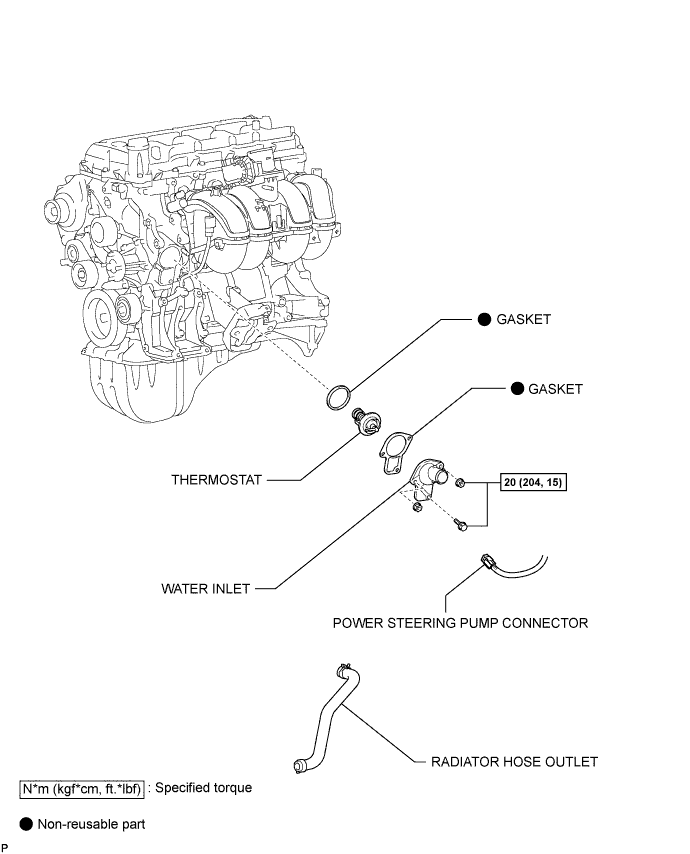 GASKET
GASKET
THERMOSTAT
20 (204, 15)
WATER INLET
POWER STEERING PUMP CONNECTOR
RADIATOR HOSE OUTLET
N*m (kgf*cm, ft.*lbf) : Specified torque
Non-reusable part
P